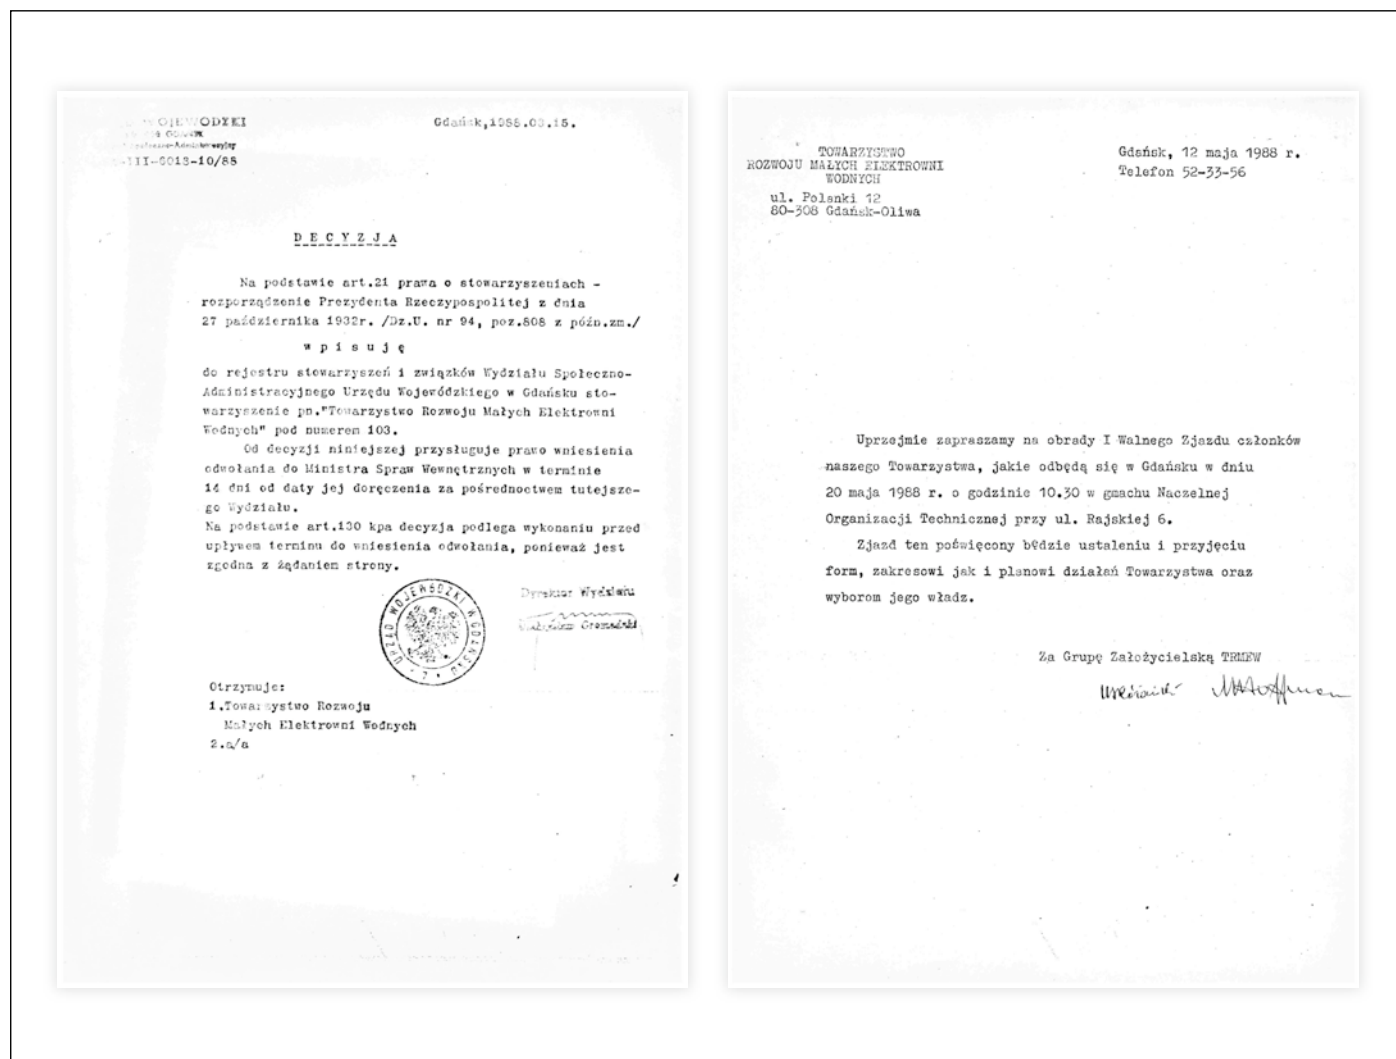 WOJEWODZKI
III-6013-10/88
Gdańsk,1988.03.15.
DECYZJA
Na podstawie art.21 prawa o stowarzyszeniach -
rozporządzenie Prezydenta Rzeczypospolitej z dnia
27 października 1932r. /Dz.U. nr 94, poz.808 z późn.zm./
wpisuję
do rejestru stowarzyszeń i związków Wydziału Społeczno-
Administracyjnego Urzędu Wojewódzkiego w Gdańsku sto-
warzyszenie pn."Towarzystwo Rozwoju Małych Elektrowni
Wodnych" pod numerem 103.
Od decyzji niniejszej przysługuje prawo wniesienia
odwołania do Ministra Spraw Wewnętrznych w terminie
14 dni od daty jej doręczenia za pośrednoctwem tutejsze-
go Wydziału.
Na podstawie art.130 kpa decyzja podlega wykonaniu przed
upływem terminu do wniesienia odwołania, ponieważ jest
zgodna z żądaniem strony.
URZĄD WOJEWÓDZKI W GDAŃSKU
Dyrektor Wydziału
Gromadzki
Otrzymuje:
1.Towarzystwo Rozwoju
Małych Elektrowni Wodnych
2.a/a
TOWARZYSTWO
ROZWOJU MAŁYCH ELEKTROWNI
WODNYCH
ul. Polanki 12
80-308 Gdańsk-Oliwa
Gdańsk, 12 maja 1988 r.
Telefon 52-33-56
Uprzejmie zapraszamy na obrady I Walnego Zjazdu członków
naszego Towarzystwa, jakie odbędą się w Gdańsku w dniu
20 maja 1988 r. o godzinie 10.30 w gmachu Naczelnej
Organizacji Technicznej przy ul. Rajskiej 6.
Zjazd ten poświęcony będzie ustaleniu i przyjęciu
form, zakresowi jak i planowi działań Towarzystwa oraz
wyborom jego władz.
Za Grupę Założycielską TRMEW